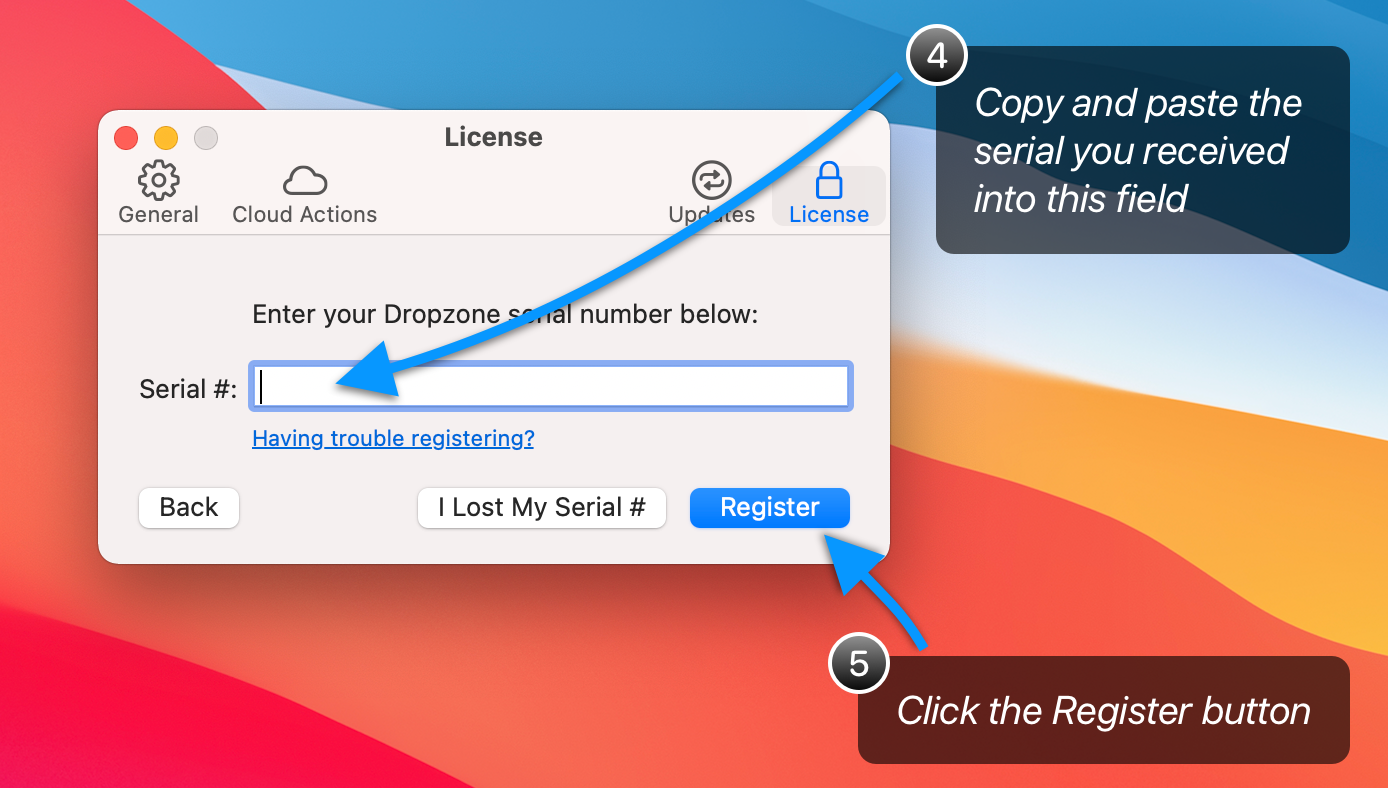 4
Copy and paste the
serial you received
into this field
License
General
Cloud Actions
Updates
License
Enter your Dropzone serial number below:
Serial #:
Having trouble registering?
Back
I Lost My Serial #
Register
5
Click the Register button